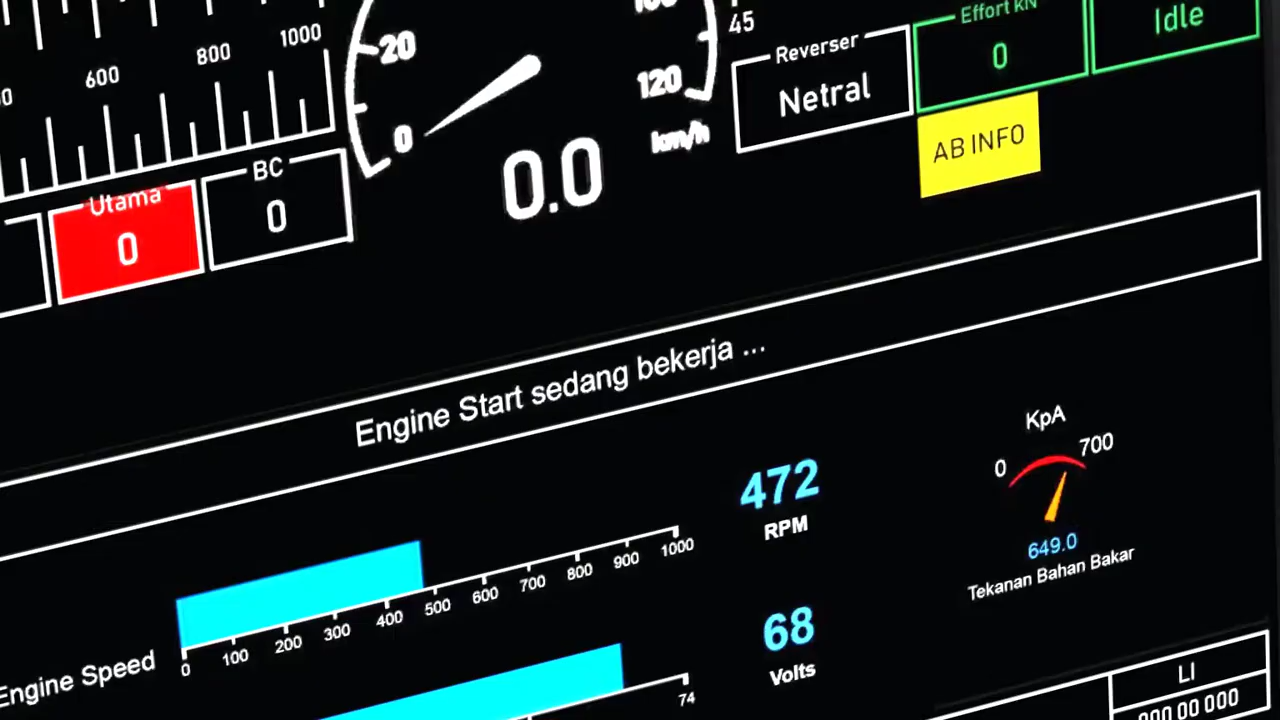 Effort kN
0
Idle
45
Reverser
Netral
AB INFO
20
0
120
km/h
0.0
600
800
1000
Utama
0
BC
0
Engine Start sedang bekerja ...
472
RPM
KpA
0
700
649.0
Tekanan Bahan Bakar
Engine Speed
0 100 200 300 400 500 600 700 800 900 1000
68
Volts
74
LI